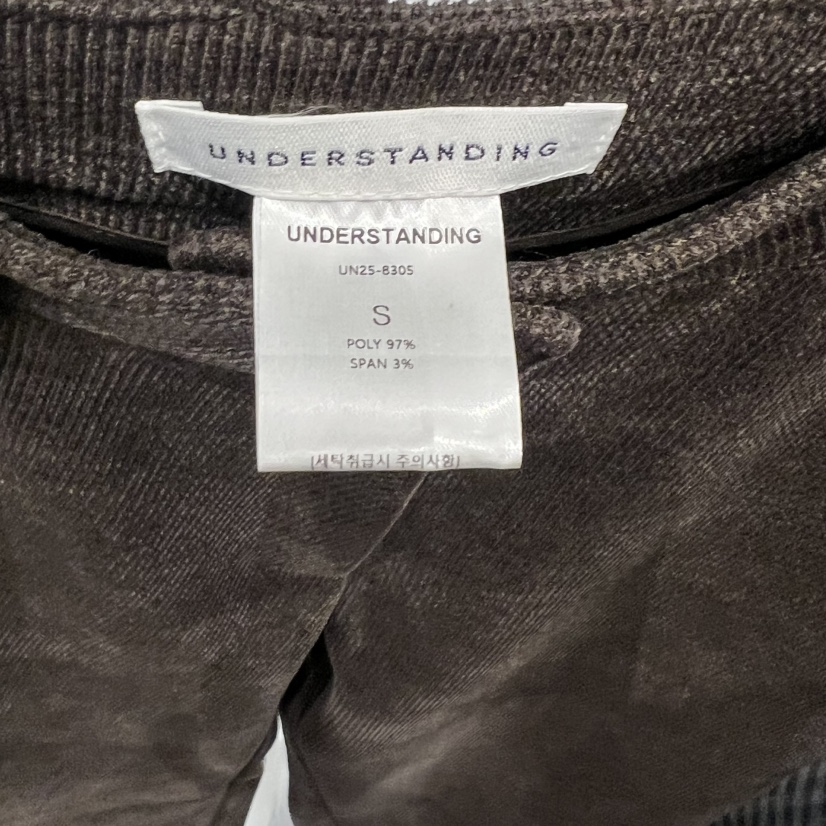 UNDERSTANDING
UNDERSTANDING
UN25-8305
S
POLY 97%
SPAN 3%
[세탁취급시 주의사항]